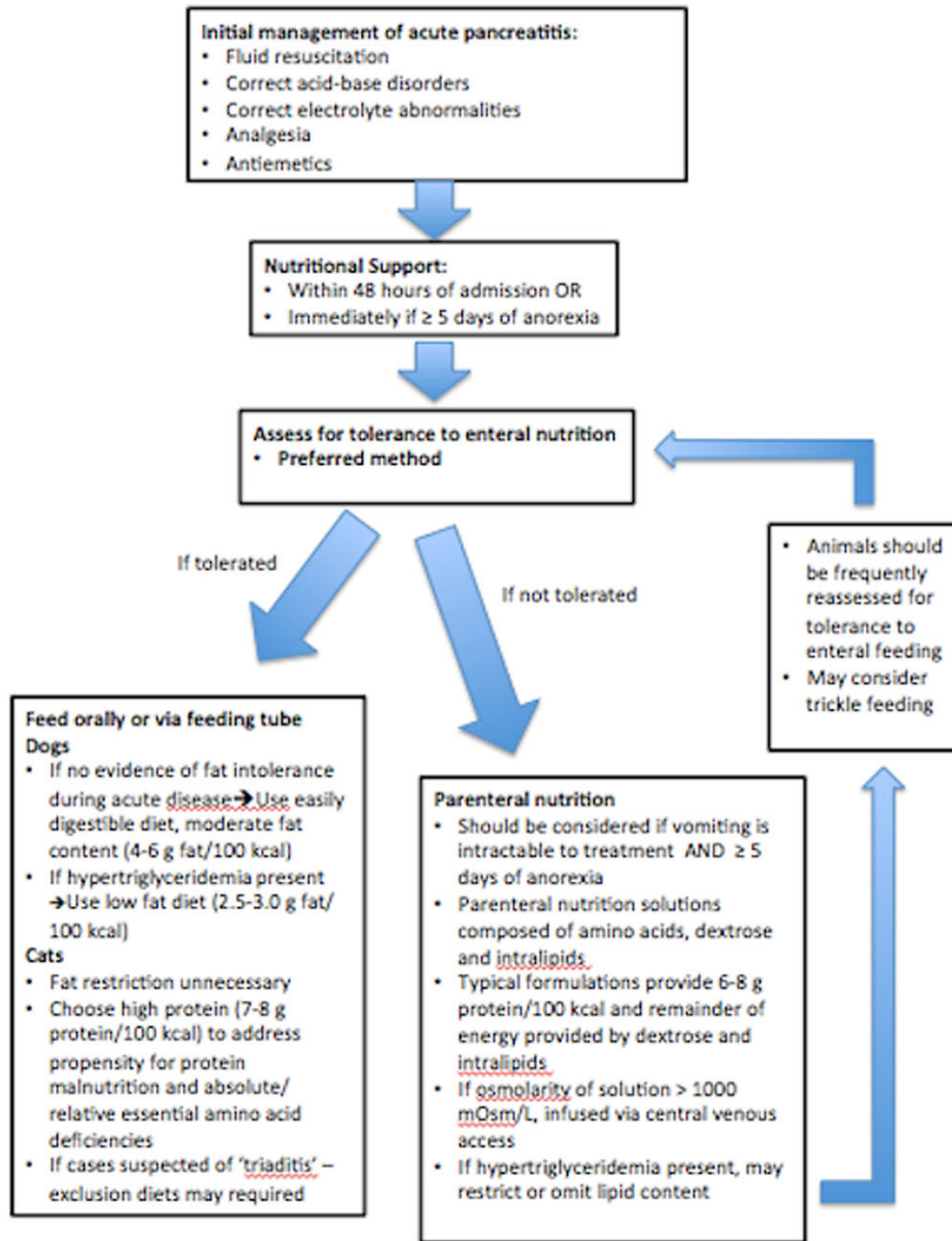 Initial management of acute pancreatitis:
• Fluid resuscitation
• Correct acid-base disorders
• Correct electrolyte abnormalities
• Analgesia
• Antiemetics
Nutritional Support:
• Within 48 hours of admission OR
• Immediately if ≥ 5 days of anorexia
Assess for tolerance to enteral nutrition
• Preferred method
If tolerated
If not tolerated
• Animals should
be frequently
reassessed for
tolerance to
enteral feeding
• May consider
trickle feeding
Feed orally or via feeding tube
Dogs
• If no evidence of fat intolerance
during acute disease➔Use easily
digestible diet, moderate fat
content (4-6 g fat/100 kcal)
• If hypertriglyceridemia present
➔Use low fat diet (2.5-3.0 g fat/
100 kcal)
Cats
• Fat restriction unnecessary
• Choose high protein (7-8 g
protein/100 kcal) to address
propensity for protein
malnutrition and absolute/
relative essential amino acid
deficiencies
• If cases suspected of ‘triaditis’ –
exclusion diets may required
Parenteral nutrition
• Should be considered if vomiting is
intractable to treatment AND ≥ 5
days of anorexia
• Parenteral nutrition solutions
composed of amino acids, dextrose
and intralipids
• Typical formulations provide 6-8 g
protein/100 kcal and remainder of
energy provided by dextrose and
intralipids
• If osmolarity of solution > 1000
mOsm/L, infused via central venous
access
• If hypertriglyceridemia present, may
restrict or omit lipid content